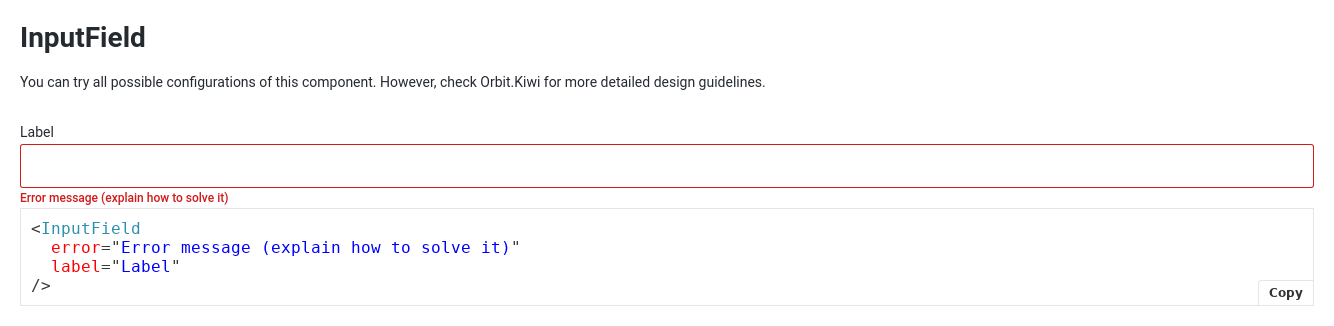 InputField
You can try all possible configurations of this component. However, check Orbit.Kiwi for more detailed design guidelines.
Label
Error message (explain how to solve it)
<InputField
  error="Error message (explain how to solve it)"
  label="Label"
/>
Copy